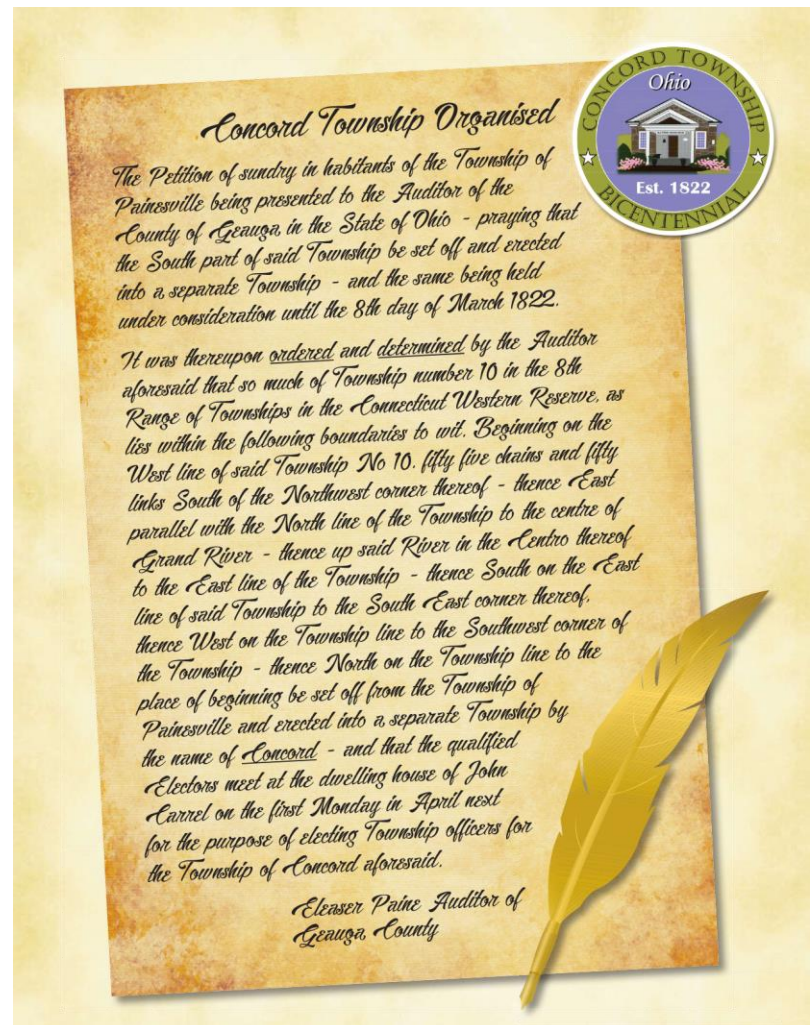 Concord Township Organised
The Petition of sundry in habitants of the Township of
Painesville being presented to the Auditor of the
County of Geauga in the State of Ohio - praying that
the South part of said Township be set off and erected
into a separate Township - and the same being held
under consideration until the 8th day of March 1822.
It was thereupon ordered and determined by the Auditor
aforesaid that so much of Township number 10 in the 8th
Range of Townships in the Connecticut Western Reserve, as
lies within the following boundaries to wit. Beginning on the
West line of said Township No 10. fifty five chains and fifty
links South of the Northwest corner thereof - thence East
parallel with the North line of the Township to the centre of
Grand River - thence up said River in the Centro thereof
to the East line of the Township - thence South on the East
line of said Township to the South East corner thereof,
thence West on the Township line to the Southwest corner of
the Township - thence North on the Township line to the
place of beginning be set off from the Township of
Painesville and erected into a separate Township by
the name of Concord - and that the qualified
Electors meet at the dwelling house of John
Carrel on the first Monday in April next
for the purpose of electing Township officers for
the Township of Concord aforesaid.
Eleaser Paine Auditor of
Geauga County
CONCORD TOWNSHIP
Ohio
Est. 1822
BICENTENNIAL